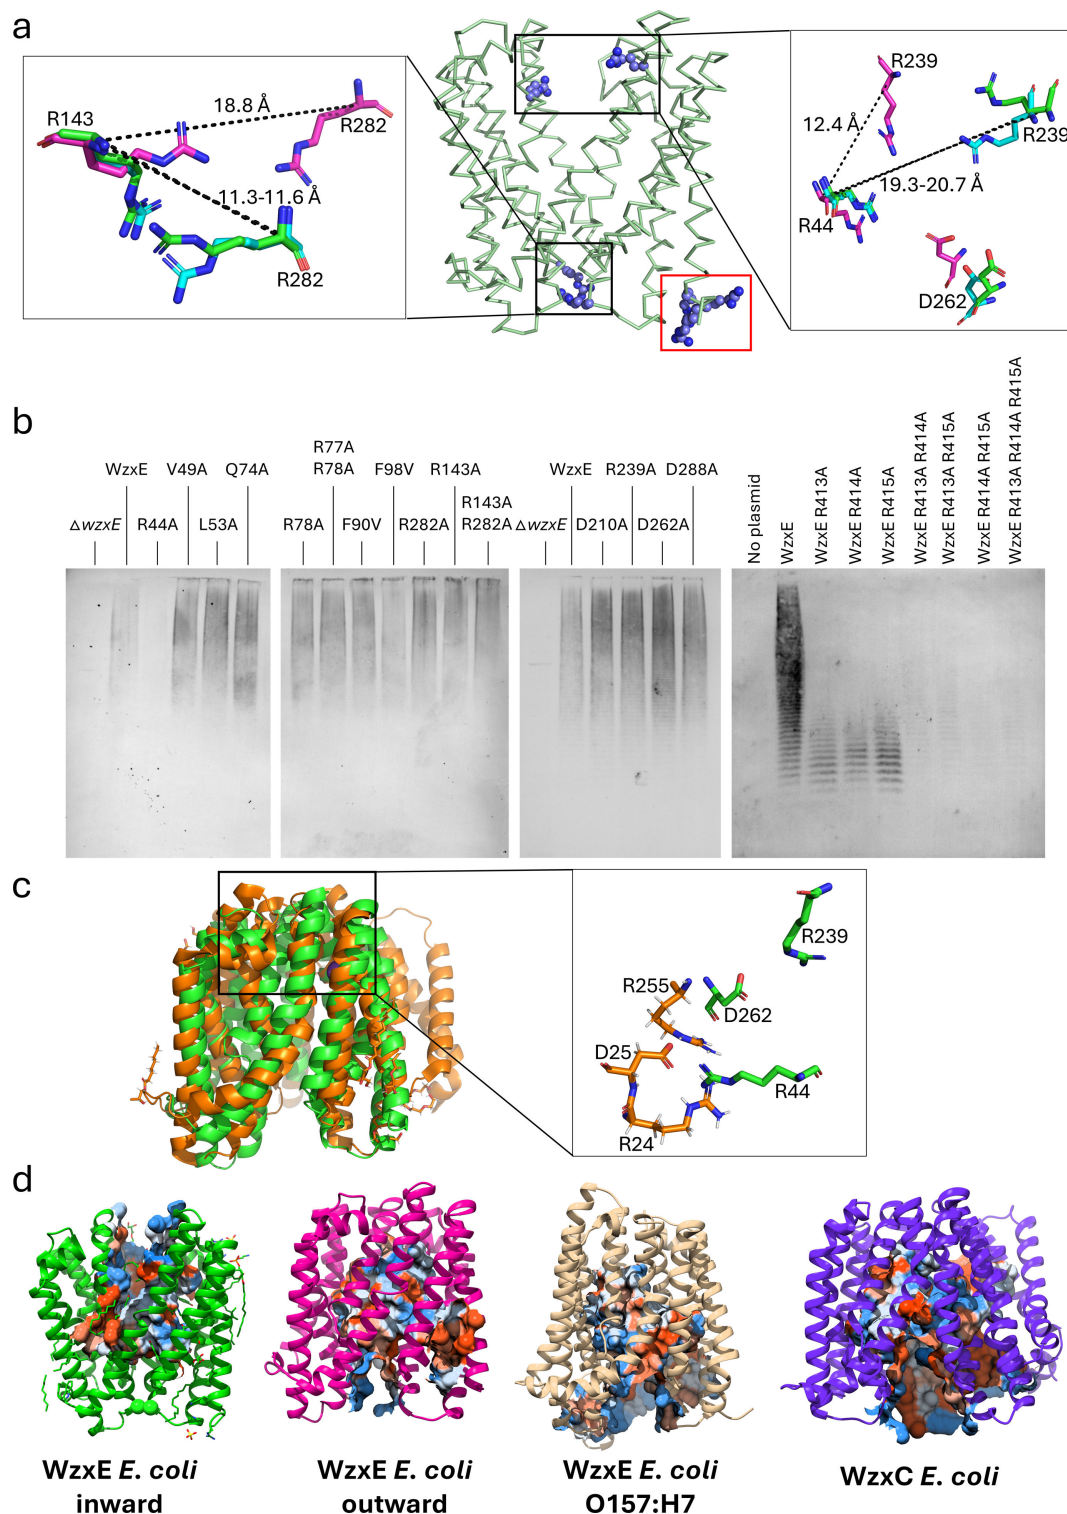 a
R143
18.8 Å
R282
11.3-11.6 Å
R282
R239
12.4 Å
R239
19.3-20.7 Å
R44
D262
b
WzxE
V49A
Q74A
ΔwzxE
R44A
L53A
R77A
R78A
F98V
R143A
R78A
F90V
R282A
R143A
R282A
WzxE
R239A
D288A
ΔwzxE
D210A
D262A
No plasmid
WzxE
WzxE R413A
WzxE R414A
WzxE R415A
WzxE R413A R414A
WzxE R413A R415A
WzxE R414A R415A
WzxE R413A R414A R415A
c
R239
R255
D262
D25
R44
R24
d
WzxE E. coli
inward
WzxE E. coli
outward
WzxE E. coli
O157:H7
WzxC E. coli